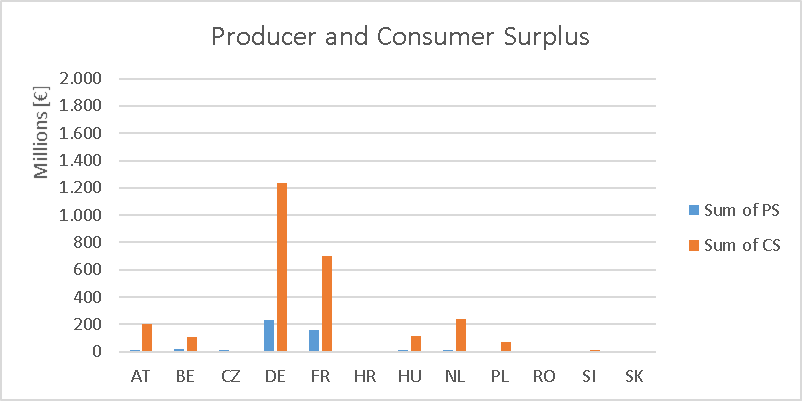 Producer and Consumer Surplus
Millions [€]
2.000
1.800
1.600
1.400
1.200
1.000
800
600
400
200
0
AT BE CZ DE FR HR HU NL PL RO SI SK
Sum of PS
Sum of CS